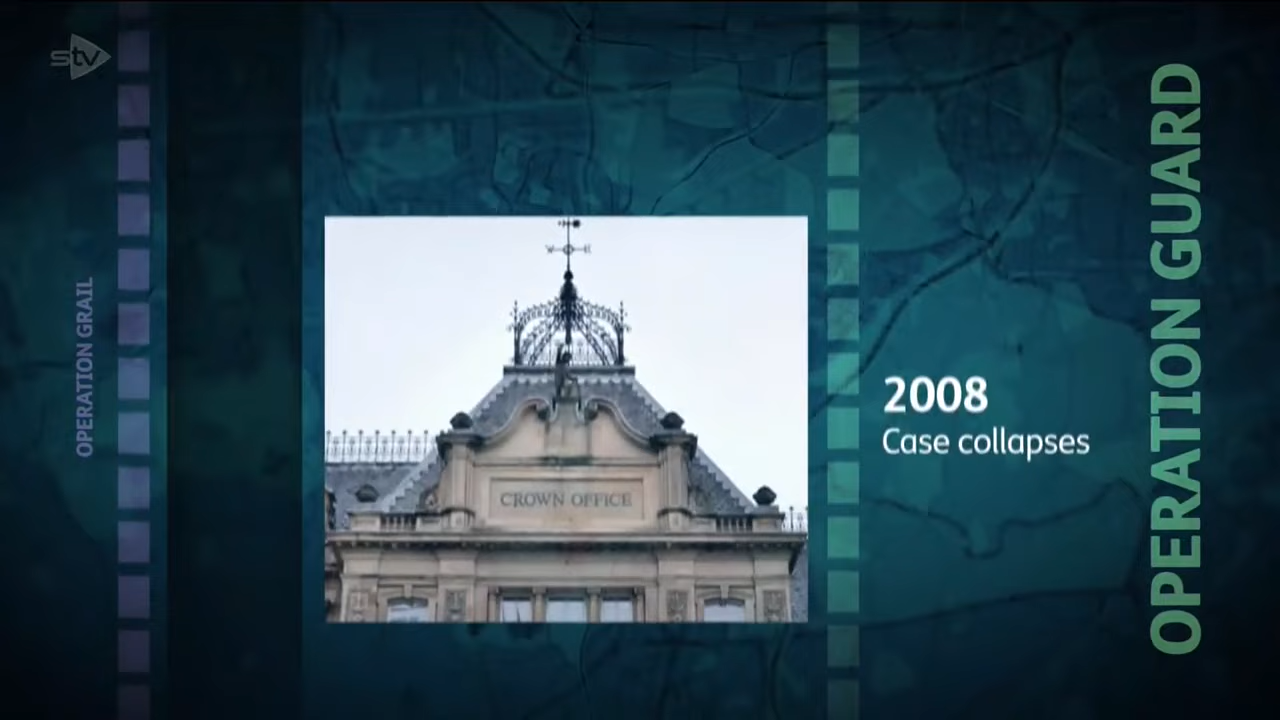 stv
OPERATION GRAIL
CROWN OFFICE
2008
Case collapses
OPERATION GUARD